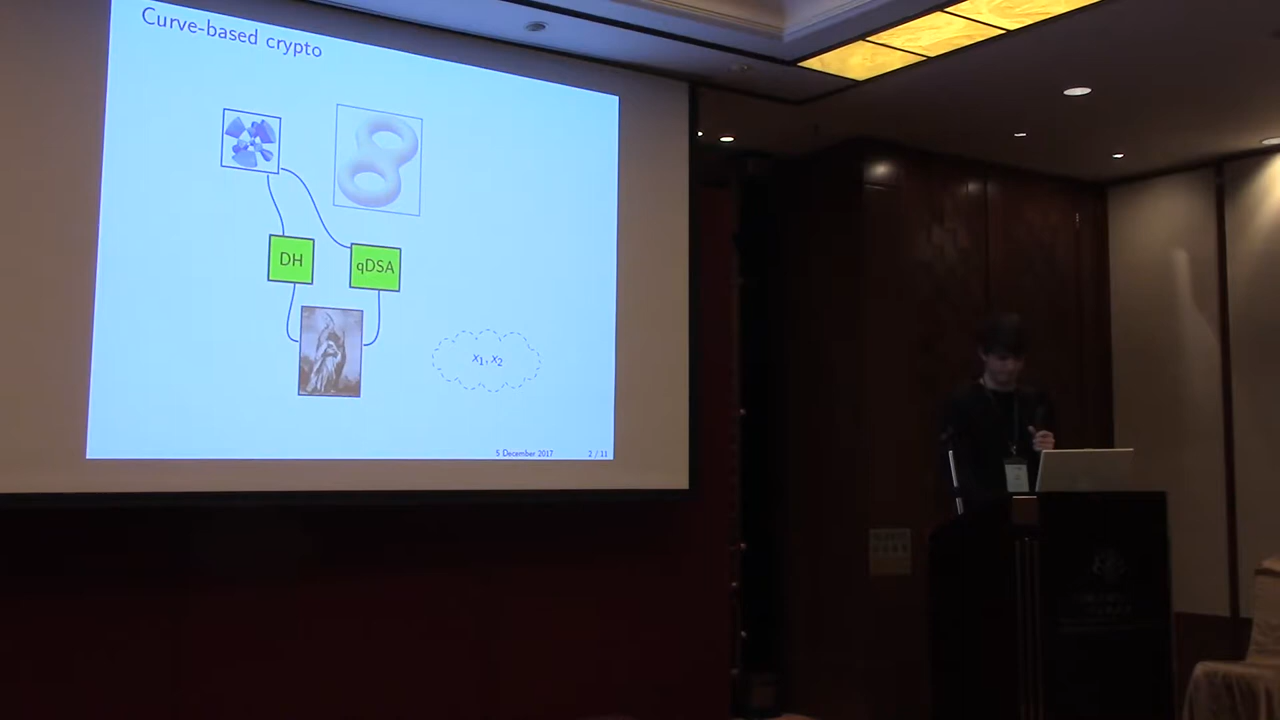 Curve-based crypto
DH
qDSA
x1, x2
5 December 2017
2 / 11